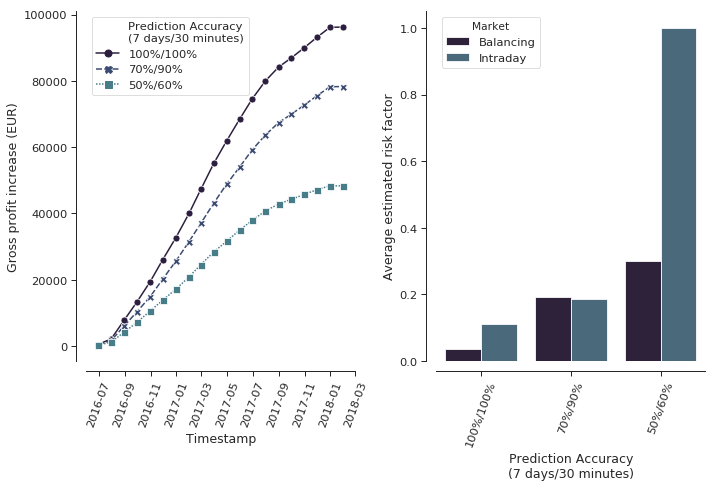 100000
80000
60000
40000
20000
0
Gross profit increase (EUR)
Prediction Accuracy
(7 days/30 minutes)
100%/100%
70%/90%
50%/60%
2016-07
2016-09
2016-11
2017-01
2017-03
2017-05
2017-07
2017-09
2017-11
2018-01
2018-03
Timestamp
1.0
0.8
0.6
0.4
0.2
0.0
Average estimated risk factor
Market
Balancing
Intraday
100%/100%
70%/90%
50%/60%
Prediction Accuracy
(7 days/30 minutes)